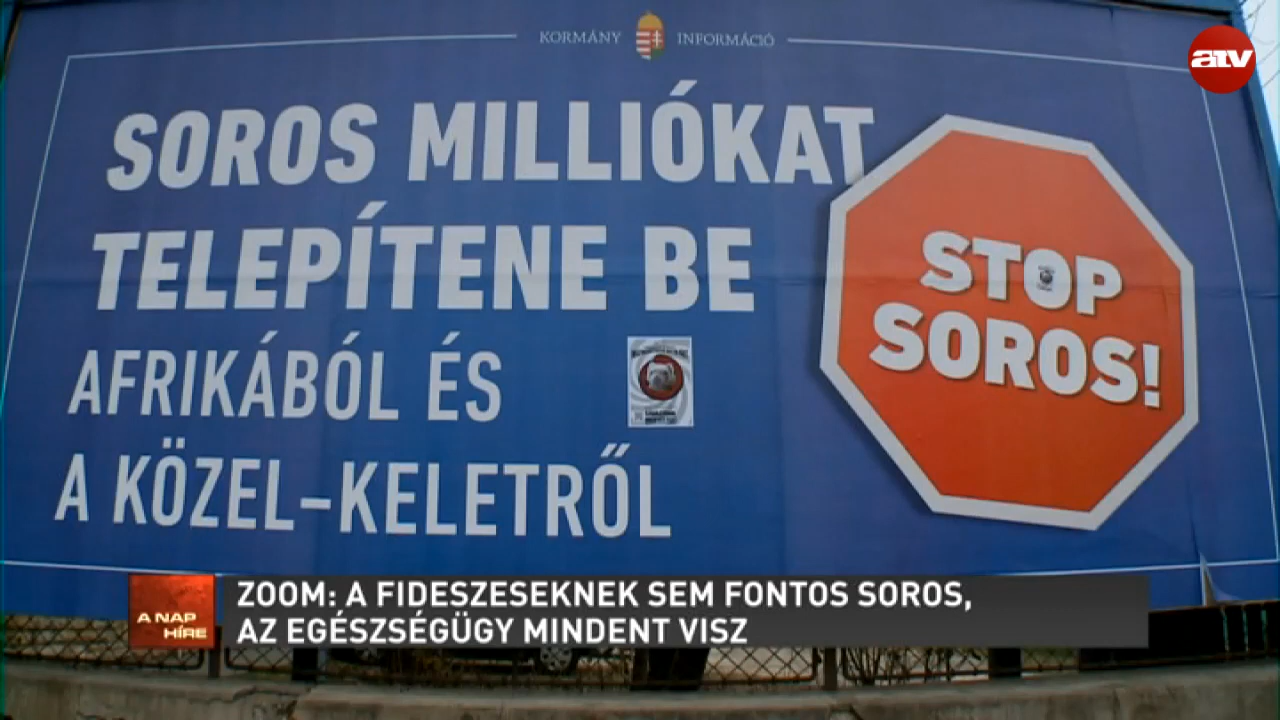 KORMÁNY INFORMÁCIÓ
atv
SOROS MILLIÓKAT
TELEPÍTENE BE
AFRIKÁBÓL ÉS
A KÖZEL-KELETRŐL
STOP
SOROS!
A NAP
HÍRE
ZOOM: A FIDESZESEKNEK SEM FONTOS SOROS,
AZ EGÉSZSÉGÜGY MINDENT VISZ